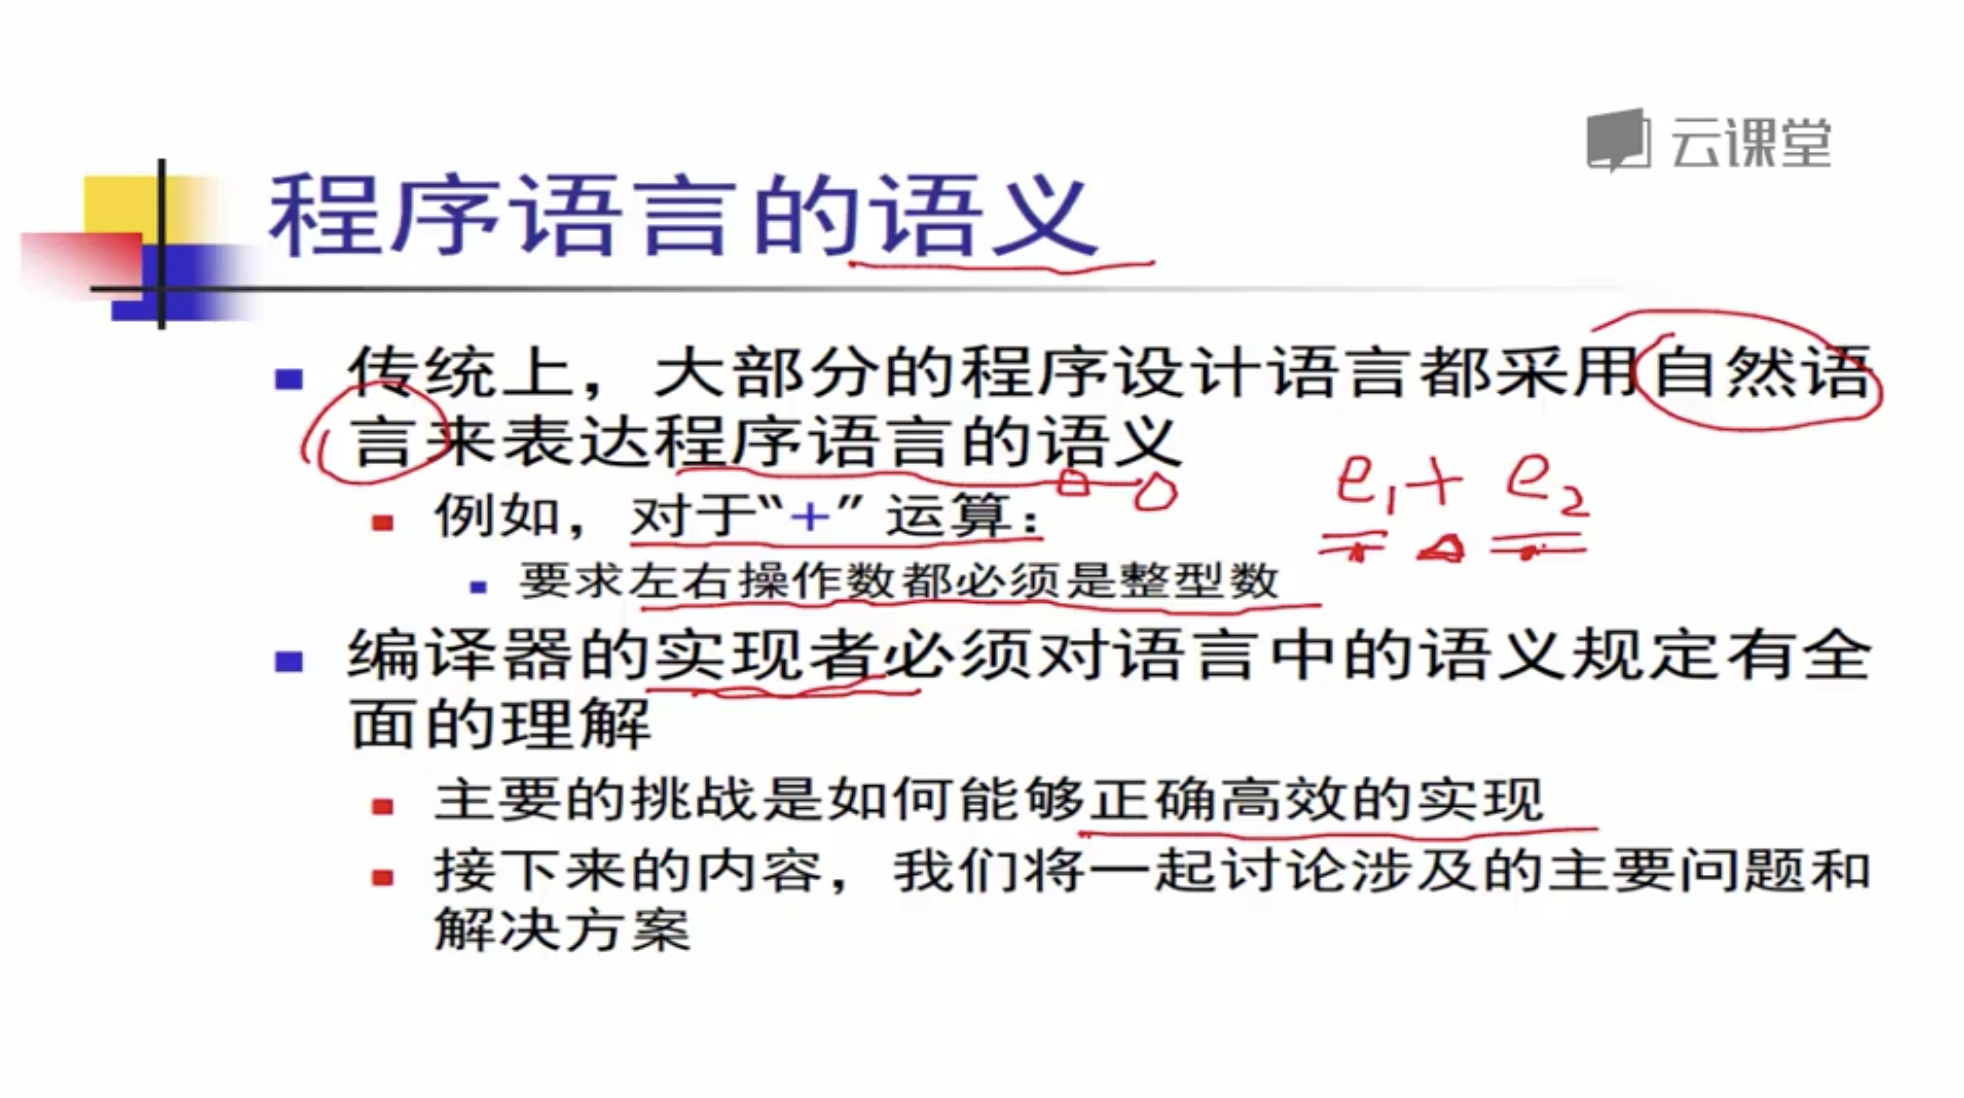 云课堂
程序语言的语义
传统上，大部分的程序设计语言都采用自然语
言来表达程序语言的语义
e₁ + e₂
例如，对于“+”运算：
要求左右操作数都必须是整型数
编译器的实现者必须对语言中的语义规定有全
面的理解
主要的挑战是如何能够正确高效的实现
接下来的内容，我们将一起讨论涉及的主要问题和
解决方案